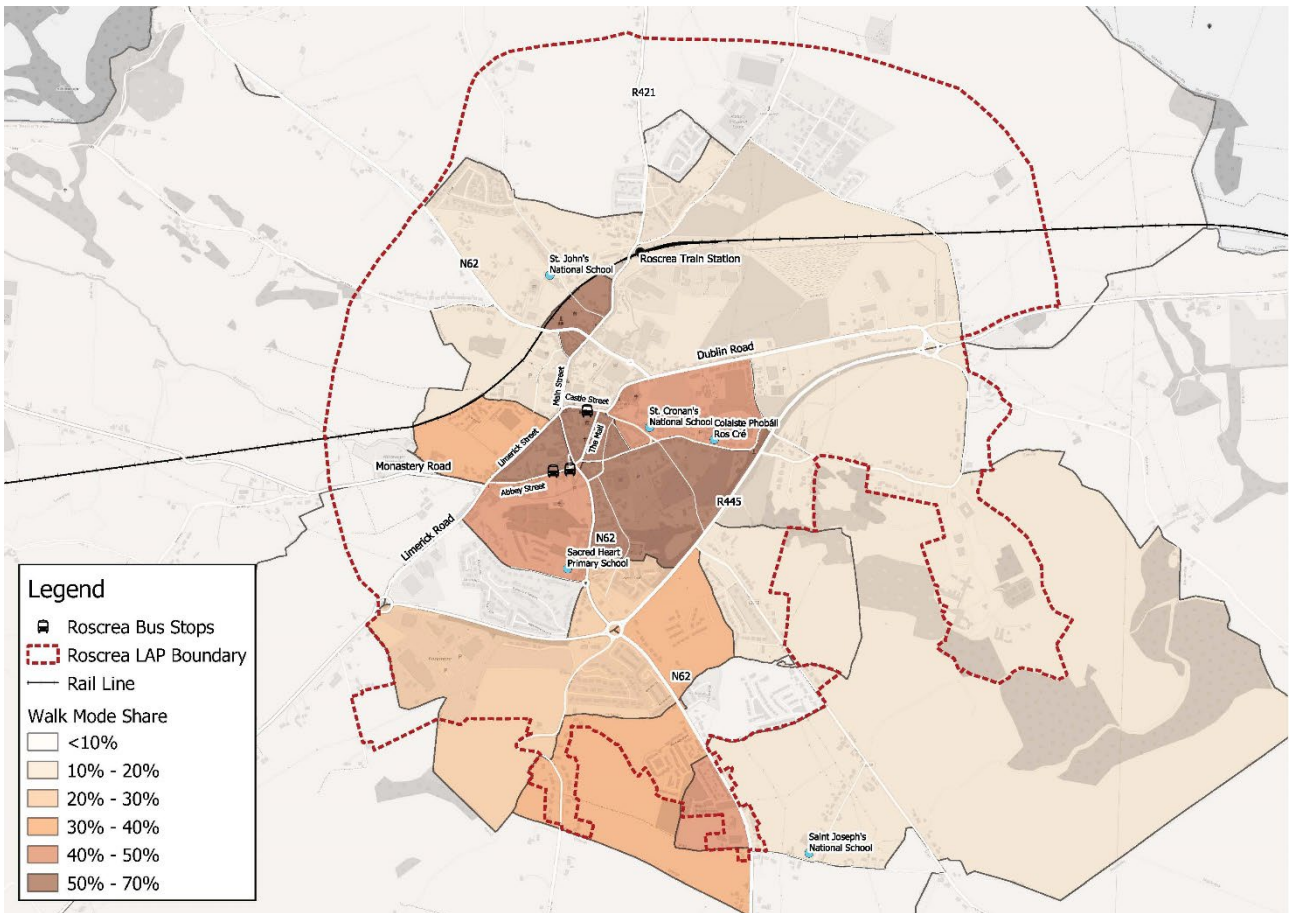 R421
N62
St. John's
National School
Roscrea Train Station
Dublin Road
Main Street
Castle Street
The Mall
St. Cronan's
National School
Colaiste Phobáil
Ros Cré
Limerick Street
Monastery Road
Abbey Street
R445
Limerick Road
N62
Sacred Heart
Primary School
N62
Saint Joseph's
National School
Legend
Roscrea Bus Stops
Roscrea LAP Boundary
Rail Line
Walk Mode Share
<10%
10% - 20%
20% - 30%
30% - 40%
40% - 50%
50% - 70%